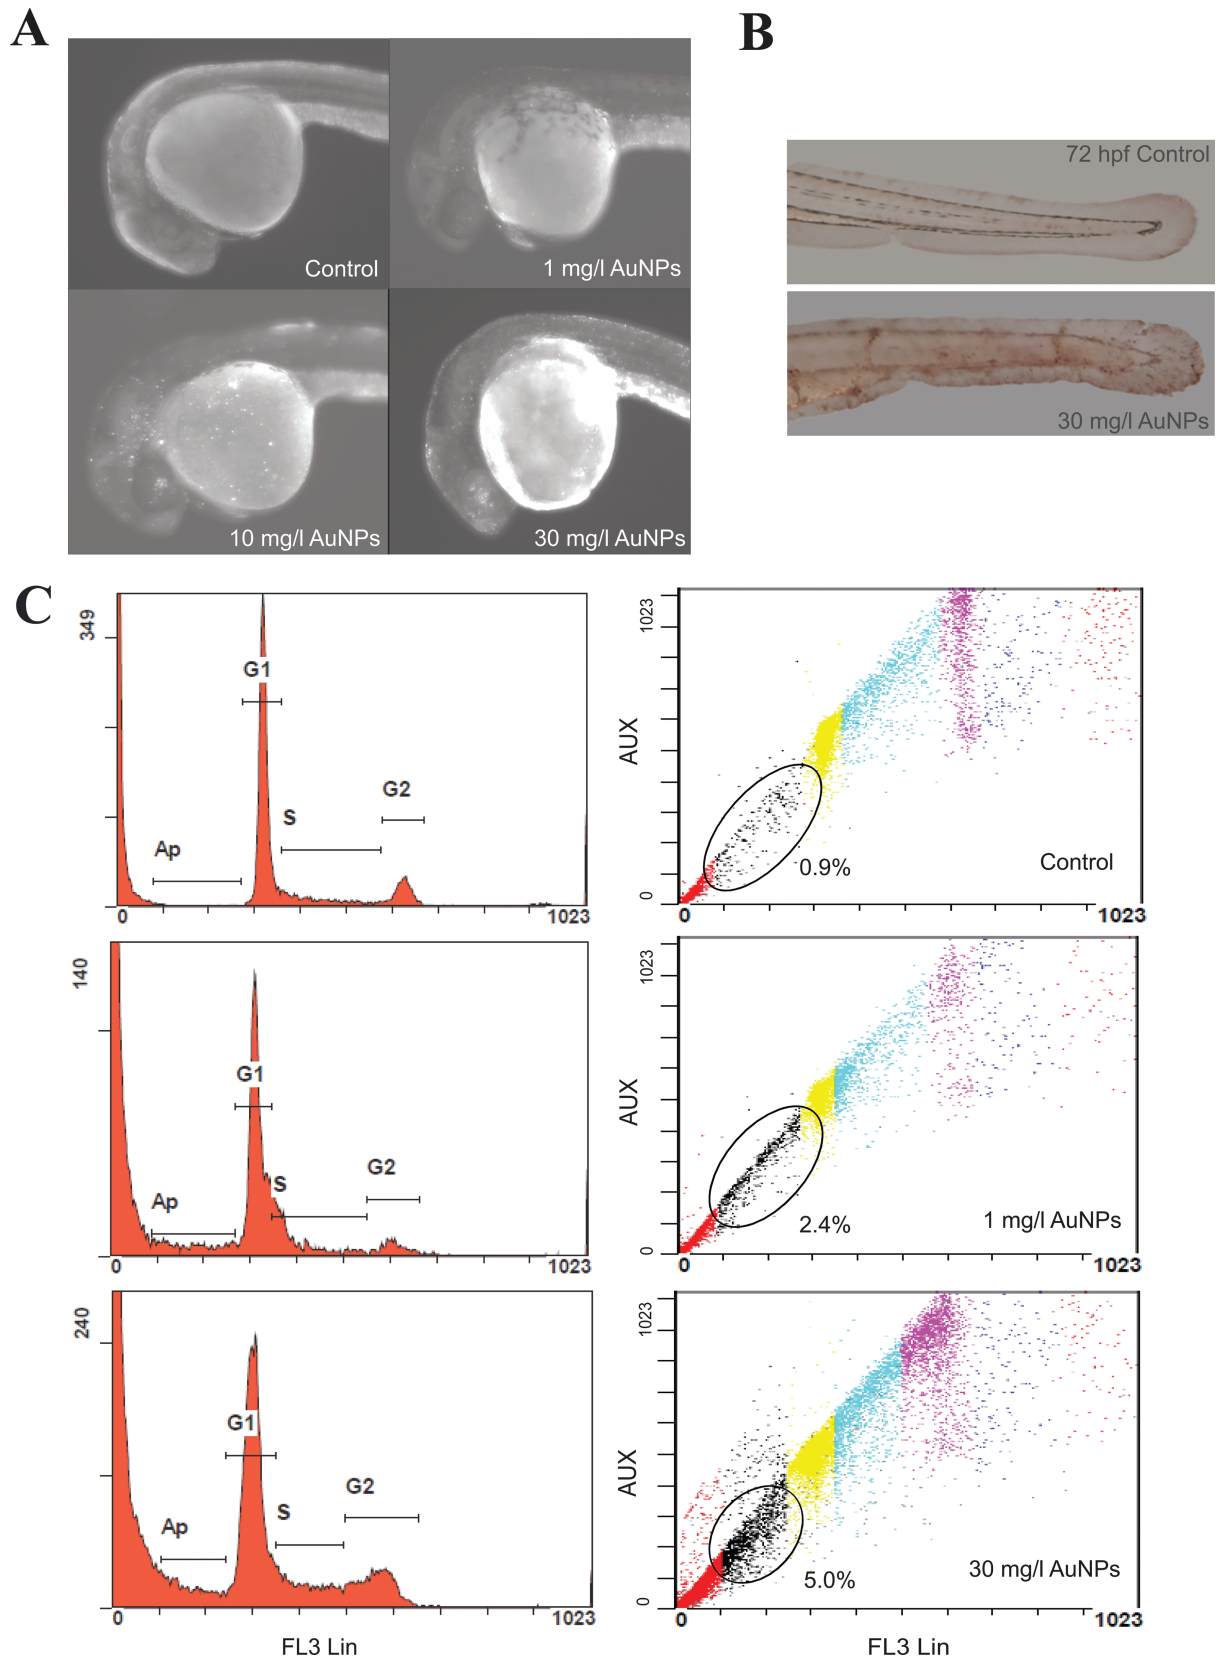 A
B
Control
1 mg/l AuNPs
10 mg/l AuNPs
30 mg/l AuNPs
72 hpf Control
30 mg/l AuNPs
C
349
G1
G2
S
Ap
0
1023
1023
AUX
0
0.9%
Control
0
1023
140
G1
G2
S
Ap
0
1023
1023
AUX
0
2.4%
1 mg/l AuNPs
0
1023
240
G1
G2
S
Ap
0
1023
FL3 Lin
1023
AUX
0
5.0%
30 mg/l AuNPs
0
1023
FL3 Lin